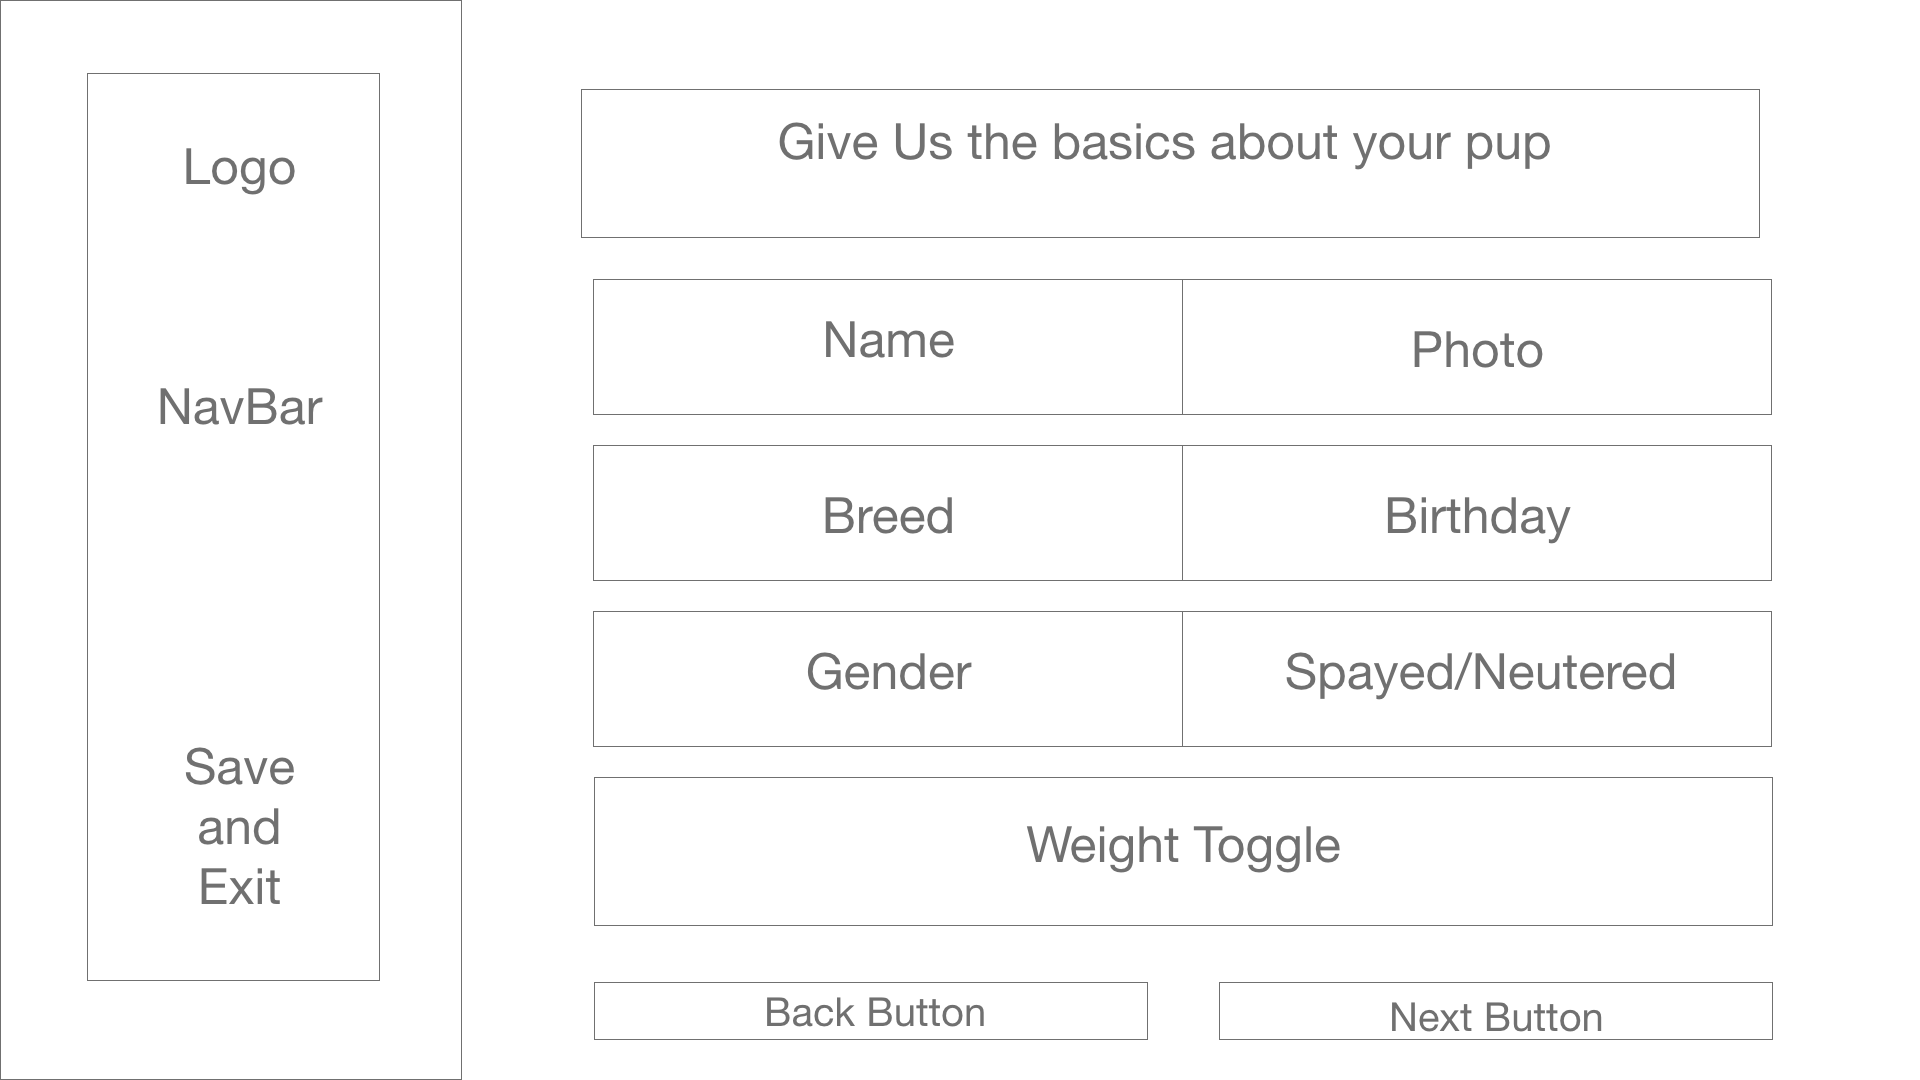 Logo
NavBar
Save
and
Exit
Give Us the basics about your pup
Name
Photo
Breed
Birthday
Gender
Spayed/Neutered
Weight Toggle
Back Button
Next Button